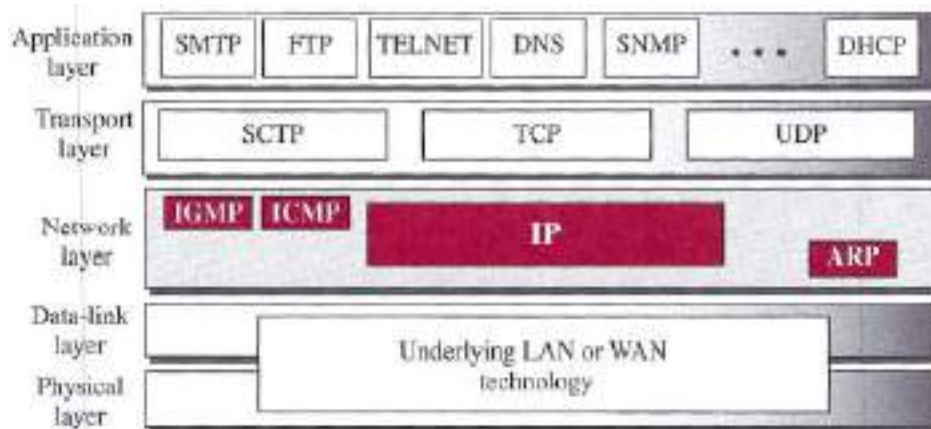 Application layer
SMTP FTP TELNET DNS SNMP • • • DHCP
Transport layer
SCTP TCP UDP
Network layer
IGMP ICMP IP ARP
Data-link layer
Underlying LAN or WAN technology
Physical layer